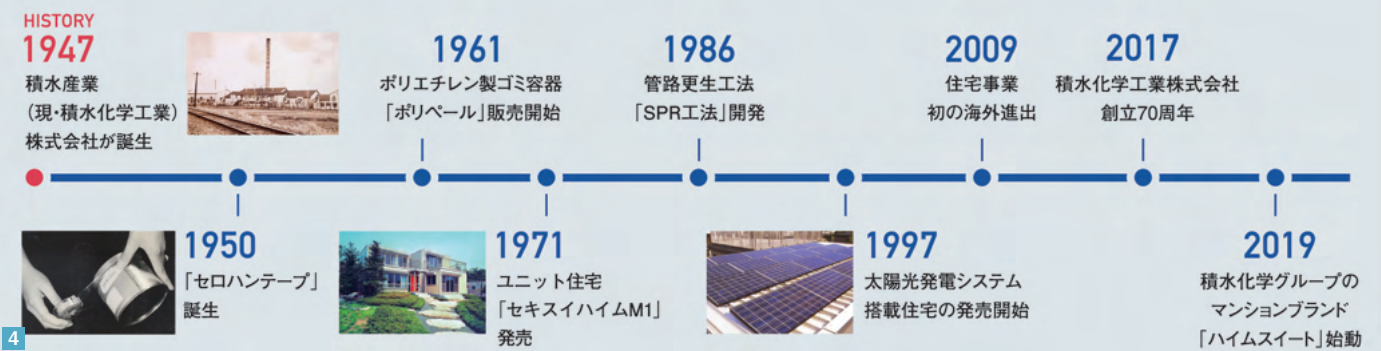 HISTORY
1947
積水産業
(現・積水化学工業)
株式会社が誕生
1950
「セロハンテープ」
誕生
1961
ポリエチレン製ゴミ容器
「ポリペール」販売開始
1971
ユニット住宅
「セキスイハイムM1」
発売
1986
管路更生工法
「SPR工法」開発
1997
太陽光発電システム
搭載住宅の発売開始
2009
住宅事業
初の海外進出
2017
積水化学工業株式会社
創立70周年
2019
積水化学グループの
マンションブランド
「ハイムスイート」始動
4